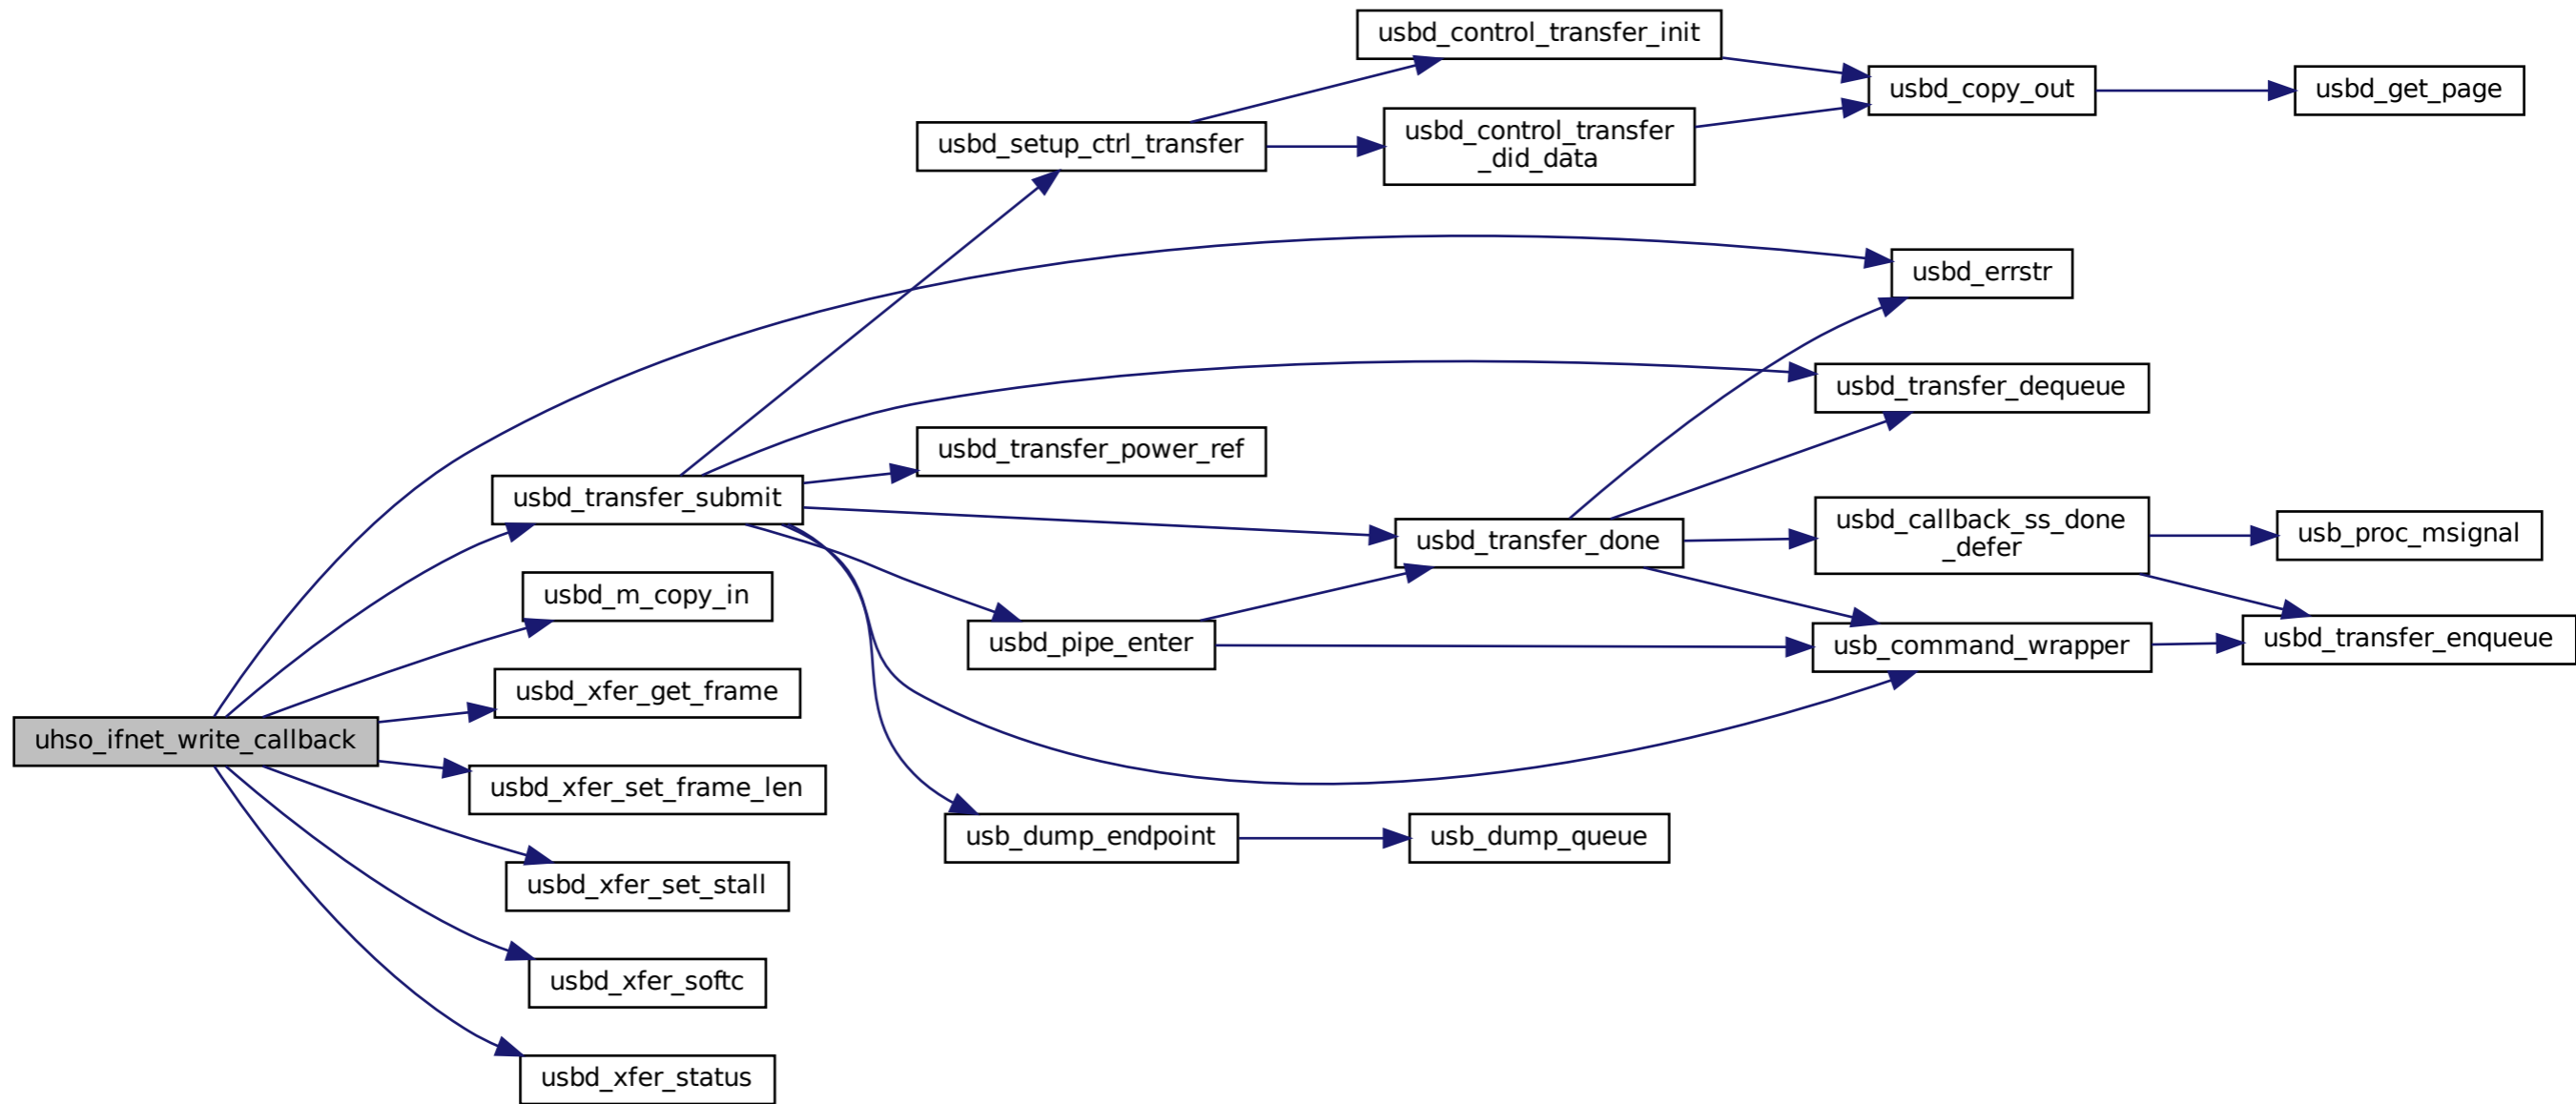 usbd_control_transfer_init
usbd_copy_out
usbd_get_page
usbd_control_transfer
_did_data
usbd_setup_ctrl_transfer
usbd_errstr
usbd_transfer_dequeue
usbd_transfer_power_ref
usbd_transfer_submit
usbd_callback_ss_done
_defer
usb_proc_msignal
usbd_transfer_done
usbd_m_copy_in
usbd_pipe_enter
usb_command_wrapper
usbd_transfer_enqueue
usbd_xfer_get_frame
uhso_ifnet_write_callback
usbd_xfer_set_frame_len
usb_dump_endpoint
usb_dump_queue
usbd_xfer_set_stall
usbd_xfer_softc
usbd_xfer_status